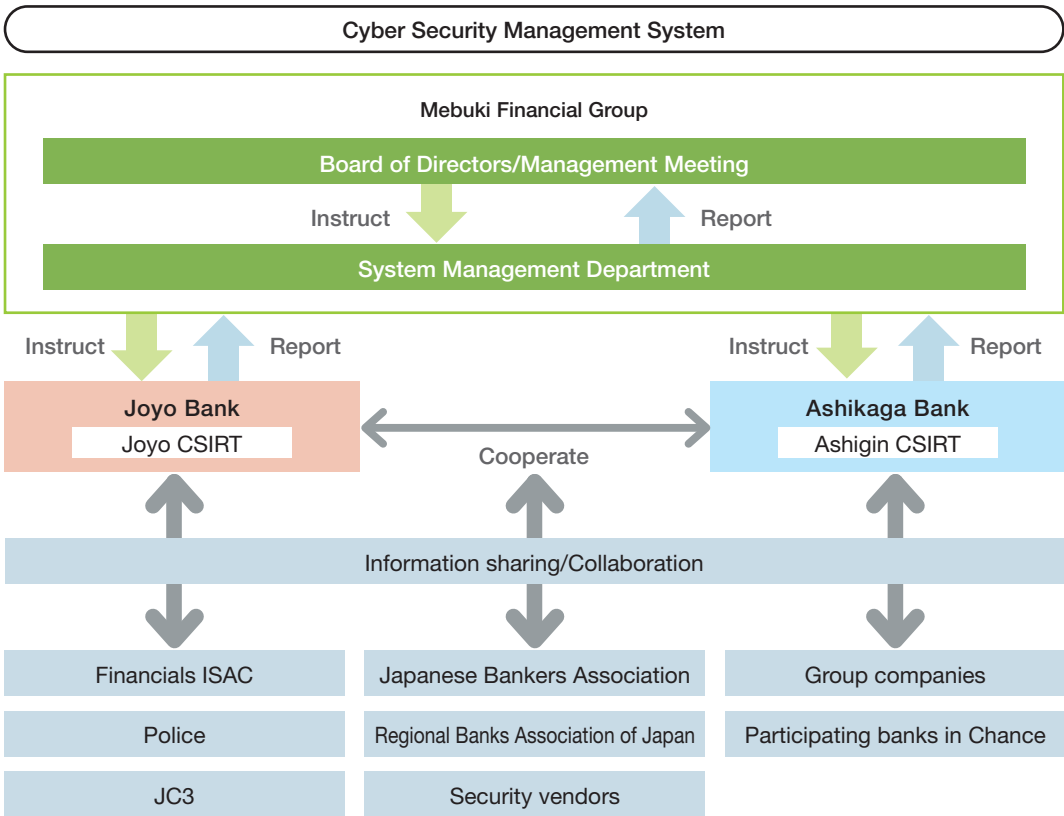 Cyber Security Management System
Mebuki Financial Group
Board of Directors/Management Meeting
Instruct
Report
System Management Department
Instruct
Report
Instruct
Report
Joyo Bank
Joyo CSIRT
Cooperate
Ashikaga Bank
Ashigin CSIRT
Information sharing/Collaboration
Financials ISAC
Japanese Bankers Association
Group companies
Police
Regional Banks Association of Japan
Participating banks in Chance
JC3
Security vendors